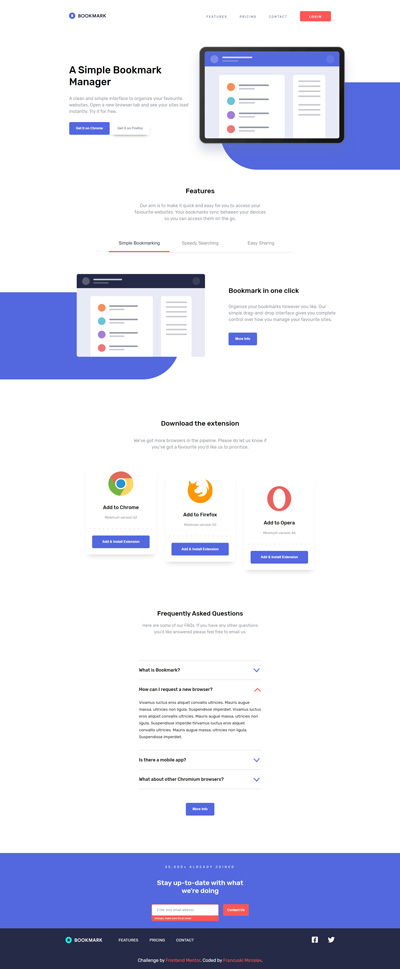 BOOKMARK
FEATURES
PRICING
CONTACT
LOGIN
A Simple Bookmark
Manager
A clean and simple interface to organize your favourite
websites. Open a new browser tab and see your sites load
instantly. Try it for free.
Get it on Chrome
Get it on Firefox
Features
Our aim is to make it quick and easy for you to access your
favourite websites. Your bookmarks sync between your devices
so you can access them on the go.
Simple Bookmarking
Speedy Searching
Easy Sharing
Bookmark in one click
Organize your bookmarks however you like. Our
simple drag-and-drop interface gives you complete
control over how you manage your favourite sites.
More Info
Download the extension
We've got more browsers in the pipeline. Please do let us know if
you've got a favourite you'd like us to prioritize.
Add to Chrome
Minimum version 62
Add & Install Extension
Add to Firefox
Minimum version 55
Add & Install Extension
Add to Opera
Minimum version 46
Add & Install Extension
Frequently Asked Questions
Here are some of our FAQs. If you have any other questions
you'd like answered please feel free to email us.
What is Bookmark?
How can I request a new browser?
Vivamus luctus eros aliquet convallis ultricies. Mauris augue
massa, ultricies non ligula. Suspendisse imperdiet. Vivamus luctus
eros aliquet convallis ultricies. Mauris augue massa, ultricies non
ligula. Suspendisse imperdie tVivamus luctus eros aliquet
convallis ultricies. Mauris augue massa, ultricies non ligula.
Suspendisse imperdiet.
Is there a mobile app?
What about other Chromium browsers?
More Info
35,000+ ALREADY JOINED
Stay up-to-date with what
we're doing
Enter your email address
Contact Us
BOOKMARK
FEATURES
PRICING
CONTACT
Challenge by Frontend Mentor. Coded by